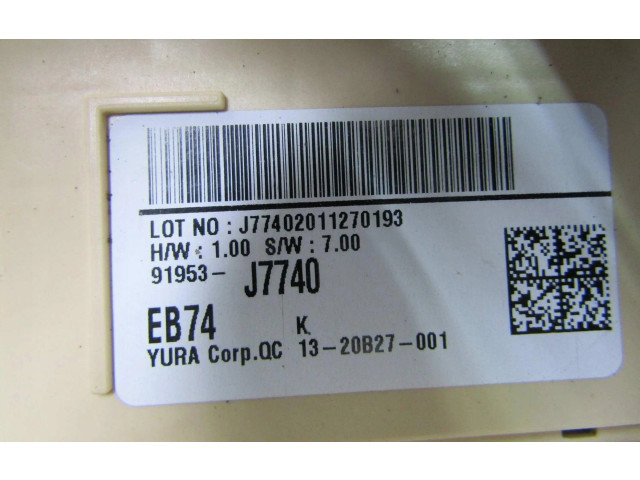 LOT NO : J77402011270193
H/W : 1.00 S/W : 7.00
91953- J7740
EB74 K
YURA Corp.QC 13-20B27-001